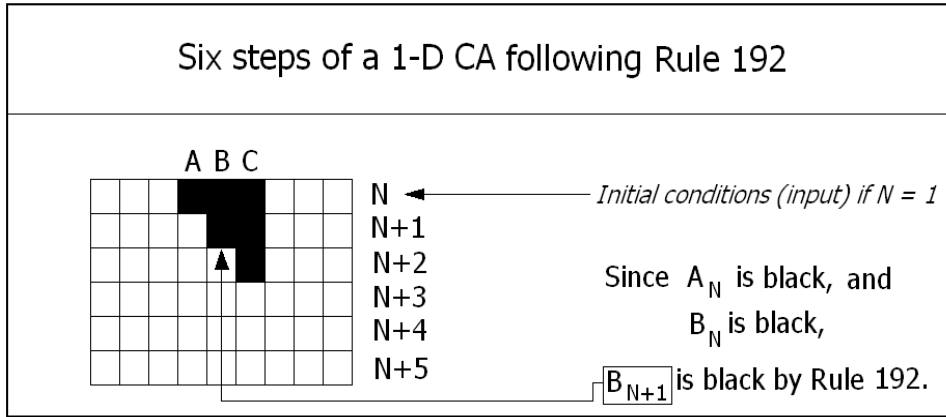 Six steps of a 1-D CA following Rule 192
A B C
N
Initial conditions (input) if N = 1
N+1
N+2
N+3
N+4
N+5
Since A_N is black, and
B_N is black,
B_{N+1} is black by Rule 192.